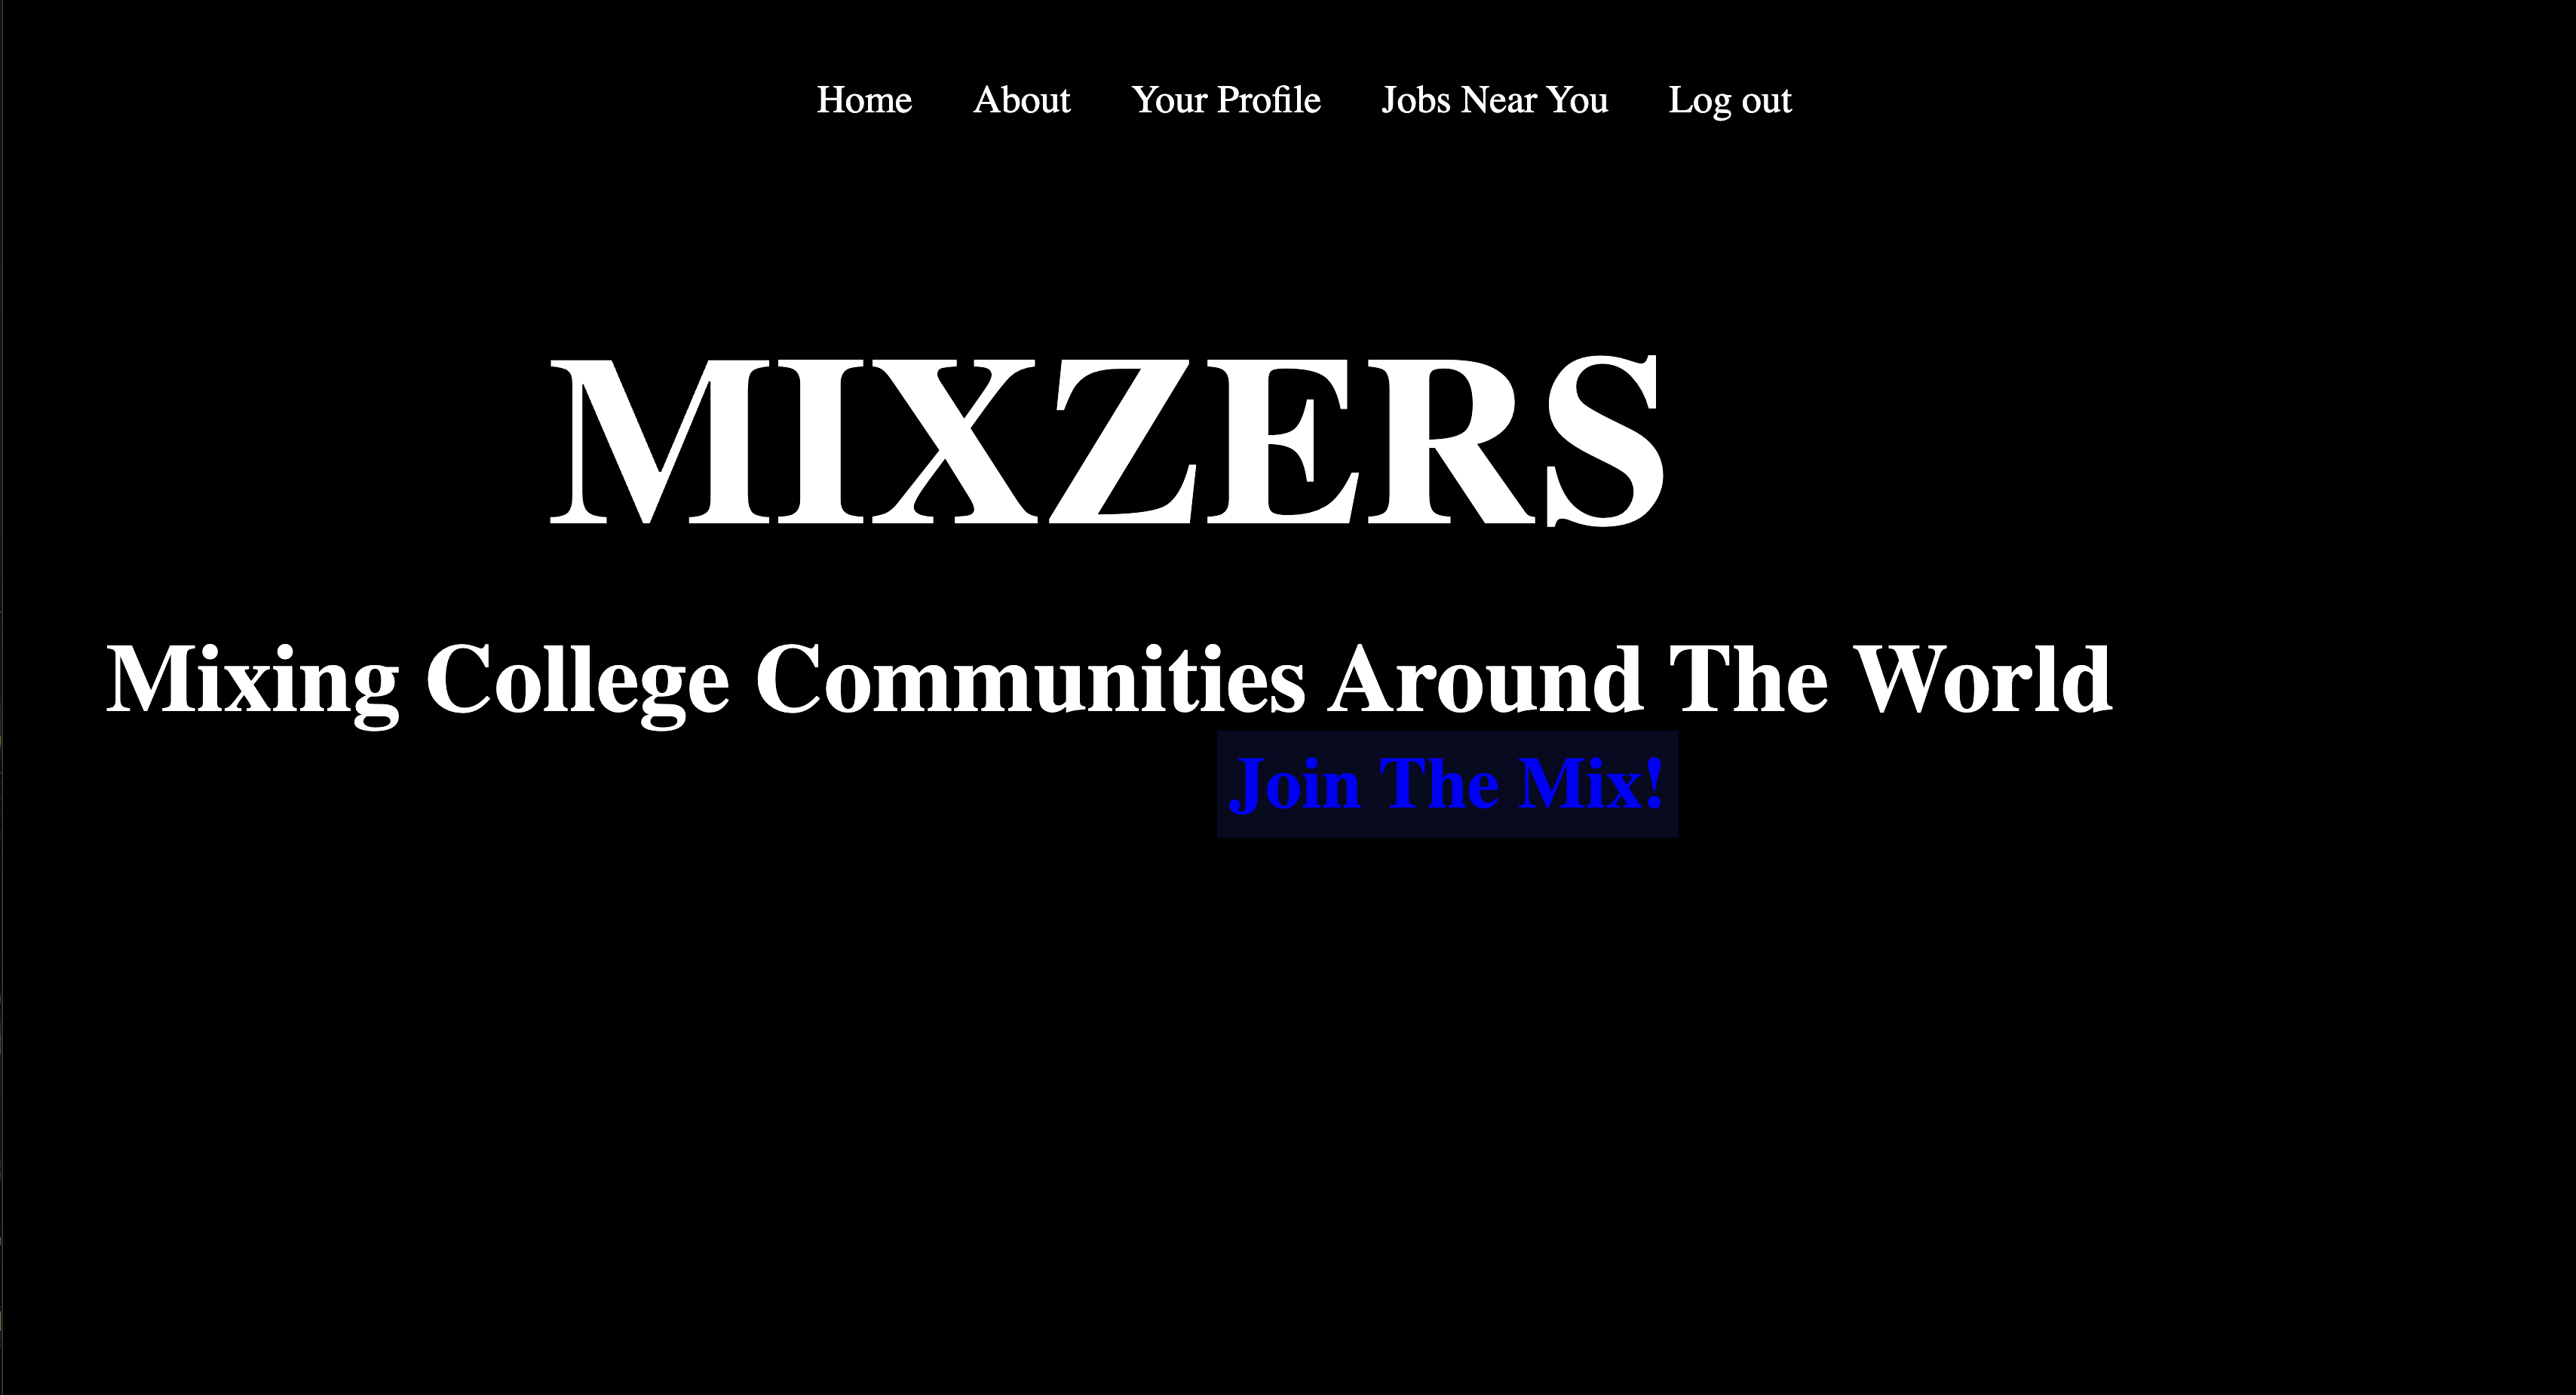 Home About Your Profile Jobs Near You Log out
MIXZERS
Mixing College Communities Around The World
Join The Mix!